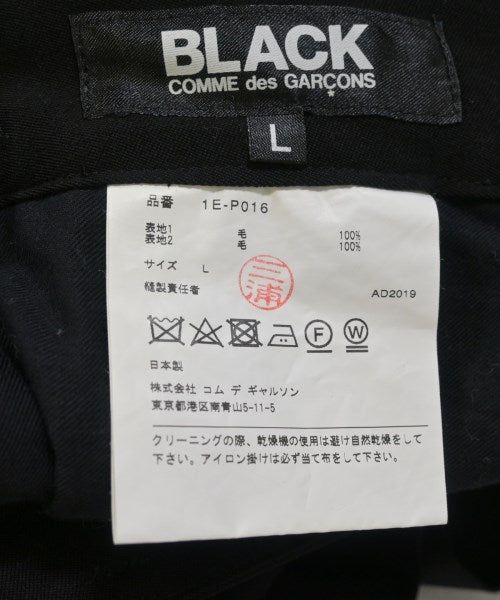 BLACK
COMME des GARÇONS
L
品番 1E-P016
表地1 毛 100%
表地2 毛 100%
サイズ L
三浦
縫製責任者 AD2019
F W
日本製
株式会社 コム デ ギャルソン
東京都港区南青山5-11-5
クリーニングの際、乾燥機の使用は避け自然乾燥をして
下さい。アイロン掛けは必ず当て布をして下さい。